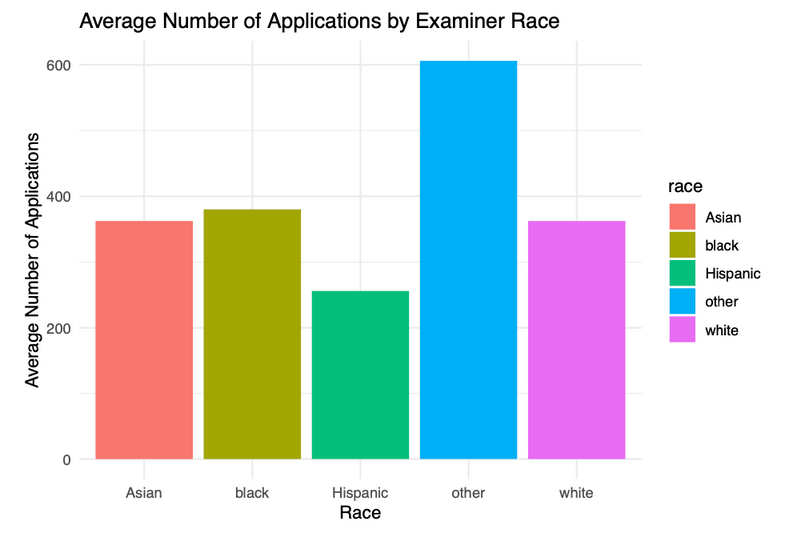 Average Number of Applications by Examiner Race
Average Number of Applications
600
400
200
0
Asian
black
Hispanic
other
white
Race
race
Asian
black
Hispanic
other
white